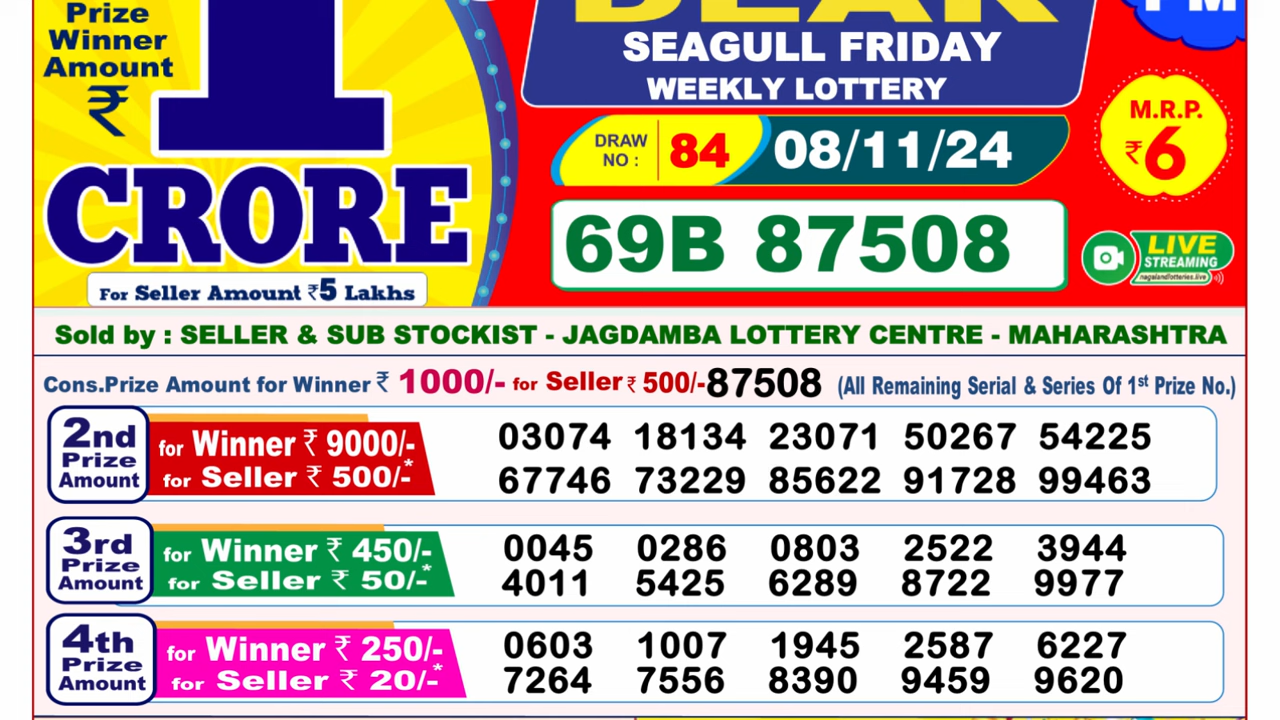 Prize
Winner
Amount
₹
1
CRORE
For Seller Amount ₹5 Lakhs
DEAR
SEAGULL FRIDAY
WEEKLY LOTTERY
DRAW
NO :
84
08/11/24
69B 87508
PM
M.R.P.
₹6
LIVE
STREAMING
nagalandlotteries.live
Sold by : SELLER & SUB STOCKIST - JAGDAMBA LOTTERY CENTRE - MAHARASHTRA
Cons.Prize Amount for Winner ₹ 1000/- for Seller ₹ 500/- 87508 (All Remaining Serial & Series Of 1st Prize No.)
2nd
Prize
Amount
for Winner ₹ 9000/-
for Seller ₹ 500/-*
03074 18134 23071 50267 54225
67746 73229 85622 91728 99463
3rd
Prize
Amount
for Winner ₹ 450/-
for Seller ₹ 50/-*
0045 0286 0803 2522 3944
4011 5425 6289 8722 9977
4th
Prize
Amount
for Winner ₹ 250/-
for Seller ₹ 20/-*
0603 1007 1945 2587 6227
7264 7556 8390 9459 9620